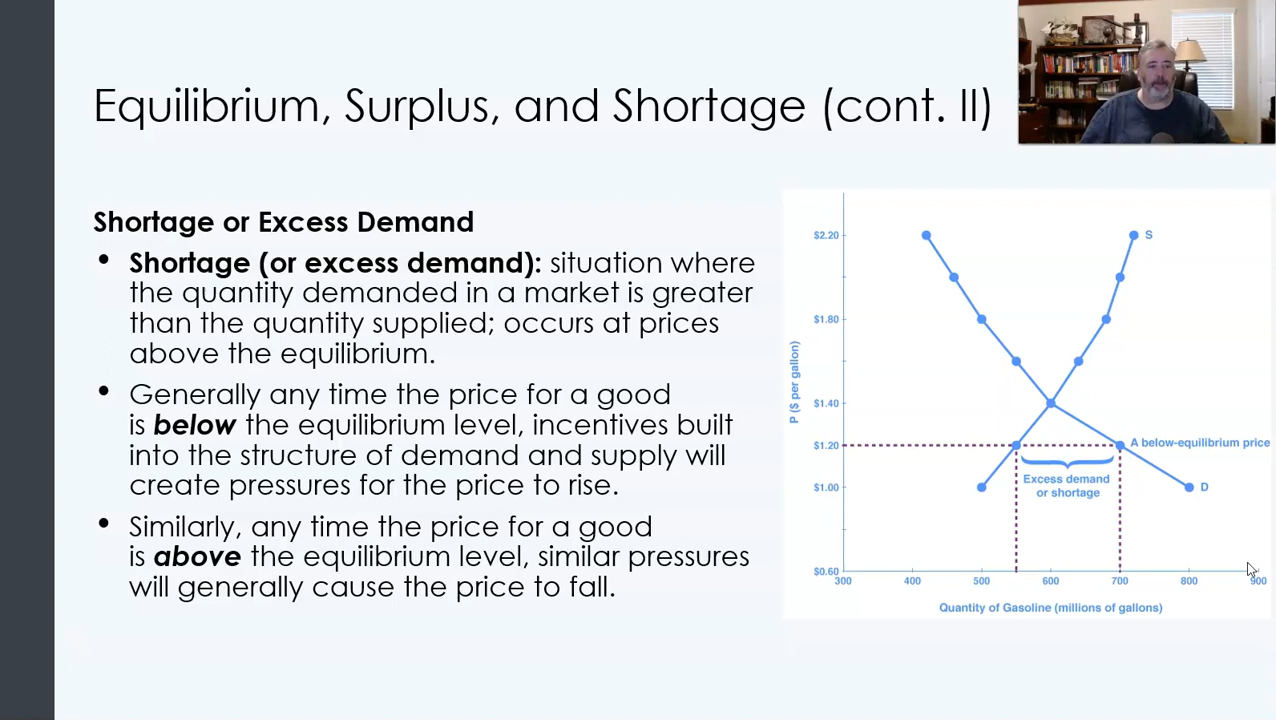 Equilibrium, Surplus, and Shortage (cont. II)
Shortage or Excess Demand
• Shortage (or excess demand): situation where
the quantity demanded in a market is greater
than the quantity supplied; occurs at prices
above the equilibrium.
• Generally any time the price for a good
is below the equilibrium level, incentives built
into the structure of demand and supply will
create pressures for the price to rise.
• Similarly, any time the price for a good
is above the equilibrium level, similar pressures
will generally cause the price to fall.
P ($ per gallon)
$2.20
$1.80
$1.40
$1.20
$1.00
$0.60
S
A below-equilibrium price
Excess demand
or shortage
D
300 400 500 600 700 800 900
Quantity of Gasoline (millions of gallons)